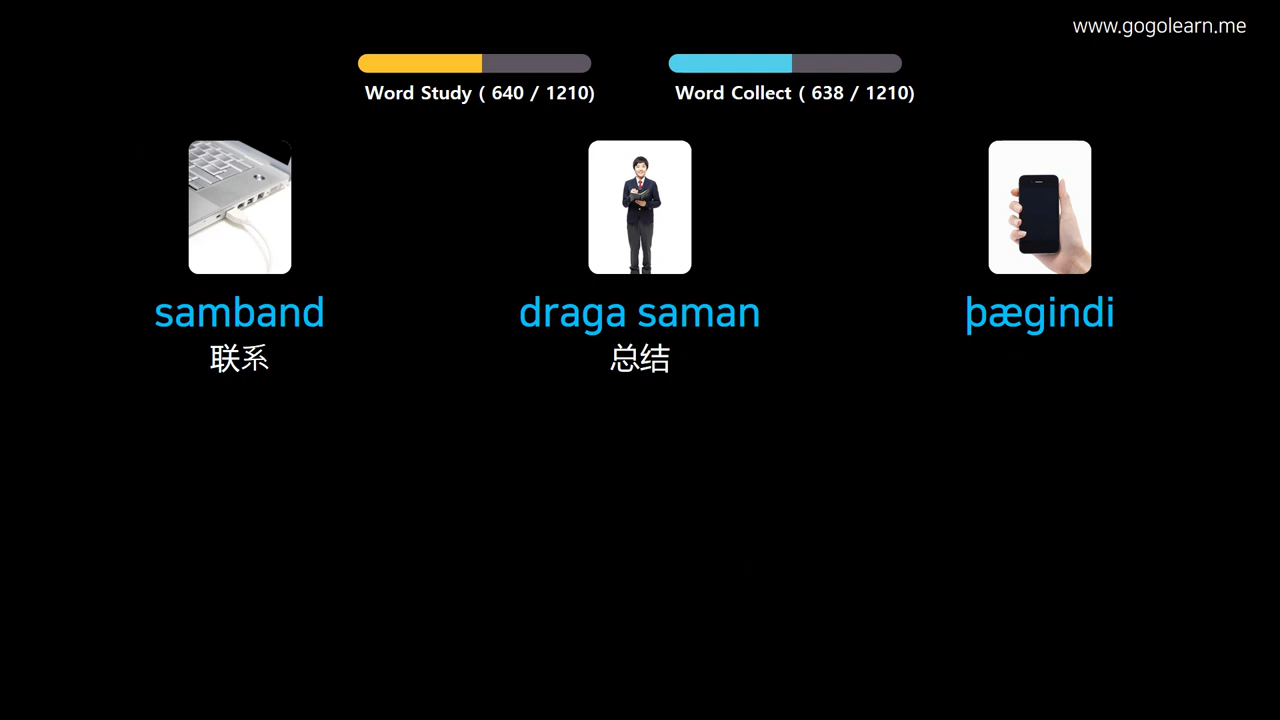 www.gogolearn.me
Word Study ( 640 / 1210)
Word Collect ( 638 / 1210)
samband
联系
draga saman
总结
þægindi